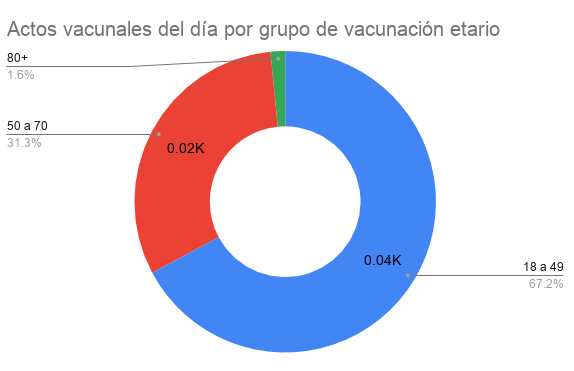 Actos vacunales del día por grupo de vacunación etario
80+
1.6%
50 a 70
31.3%
0.02K
0.04K
18 a 49
67.2%